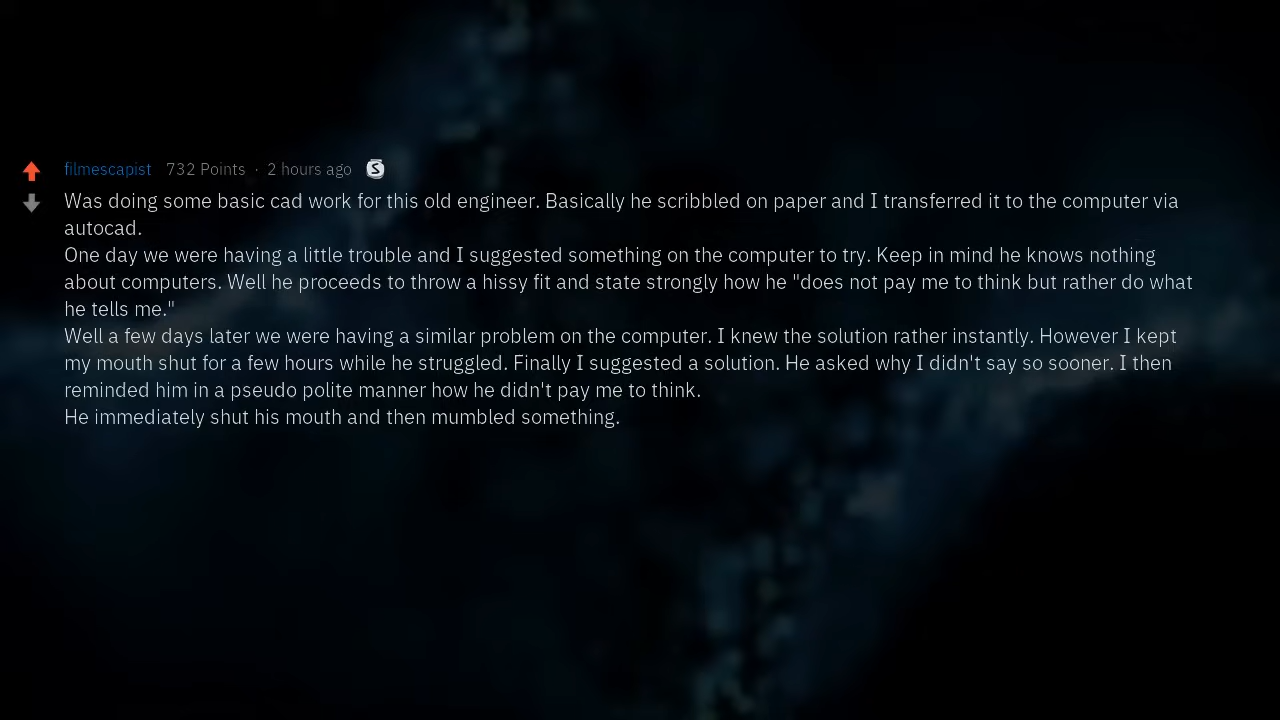 filmescapist 732 Points · 2 hours ago S
Was doing some basic cad work for this old engineer. Basically he scribbled on paper and I transferred it to the computer via
autocad.
One day we were having a little trouble and I suggested something on the computer to try. Keep in mind he knows nothing
about computers. Well he proceeds to throw a hissy fit and state strongly how he "does not pay me to think but rather do what
he tells me."
Well a few days later we were having a similar problem on the computer. I knew the solution rather instantly. However I kept
my mouth shut for a few hours while he struggled. Finally I suggested a solution. He asked why I didn't say so sooner. I then
reminded him in a pseudo polite manner how he didn't pay me to think.
He immediately shut his mouth and then mumbled something.